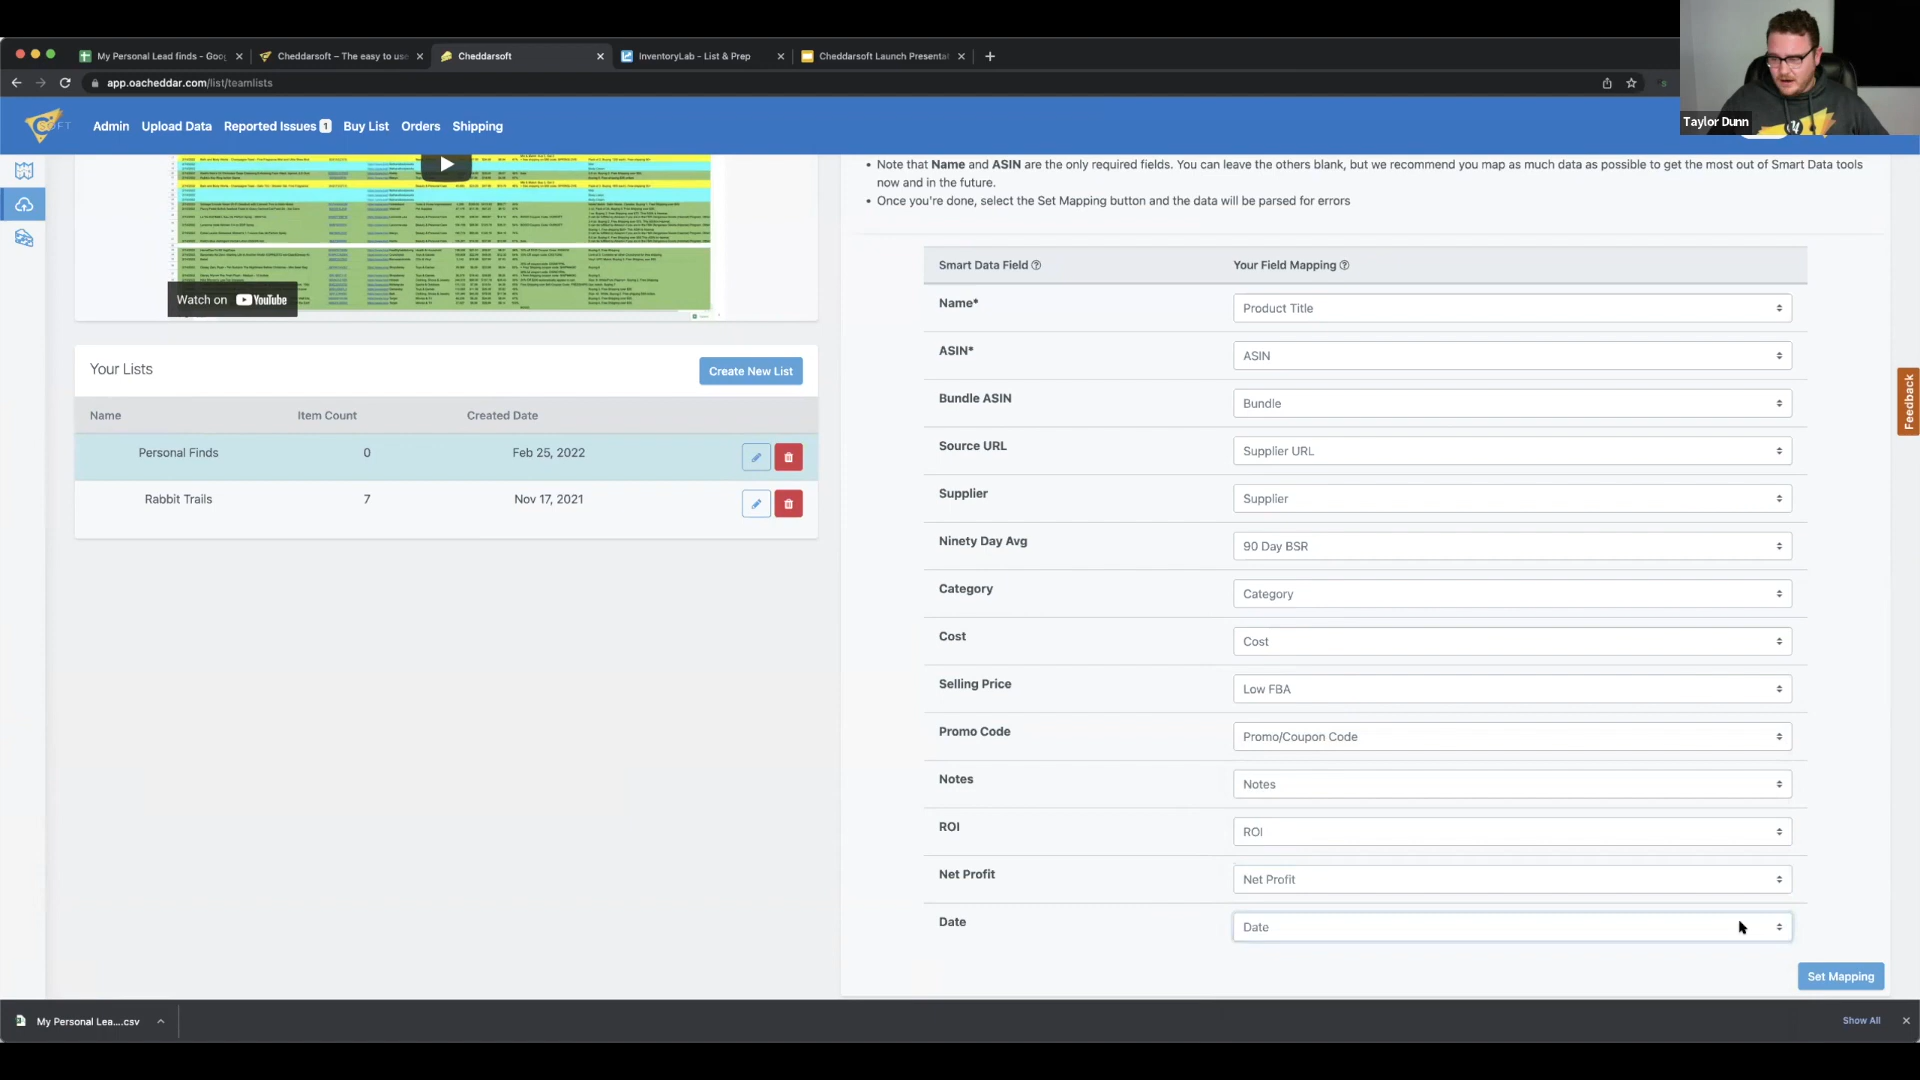 My Personal Lead finds - Goog
Cheddarsoft – The easy to use
Cheddarsoft
InventoryLab - List & Prep
Cheddarsoft Launch Presentat
app.oacheddar.com/list/teamlists
Taylor Dunn
SOFT
Admin
Upload Data
Reported Issues 1
Buy List
Orders
Shipping
Note that Name and ASIN are the only required fields. You can leave the others blank, but we recommend you map as much data as possible to get the most out of Smart Data tools
now and in the future.
Once you're done, select the Set Mapping button and the data will be parsed for errors
Watch on YouTube
Your Lists
Create New List
Name Item Count Created Date
Personal Finds 0 Feb 25, 2022
Rabbit Trails 7 Nov 17, 2021
Smart Data Field Your Field Mapping
Name* Product Title
ASIN* ASIN
Bundle ASIN Bundle
Source URL Supplier URL
Supplier Supplier
Ninety Day Avg 90 Day BSR
Category Category
Cost Cost
Selling Price Low FBA
Promo Code Promo/Coupon Code
Notes Notes
ROI ROI
Net Profit Net Profit
Date Date
Set Mapping
Feedback
My Personal Lea....csv
Show All